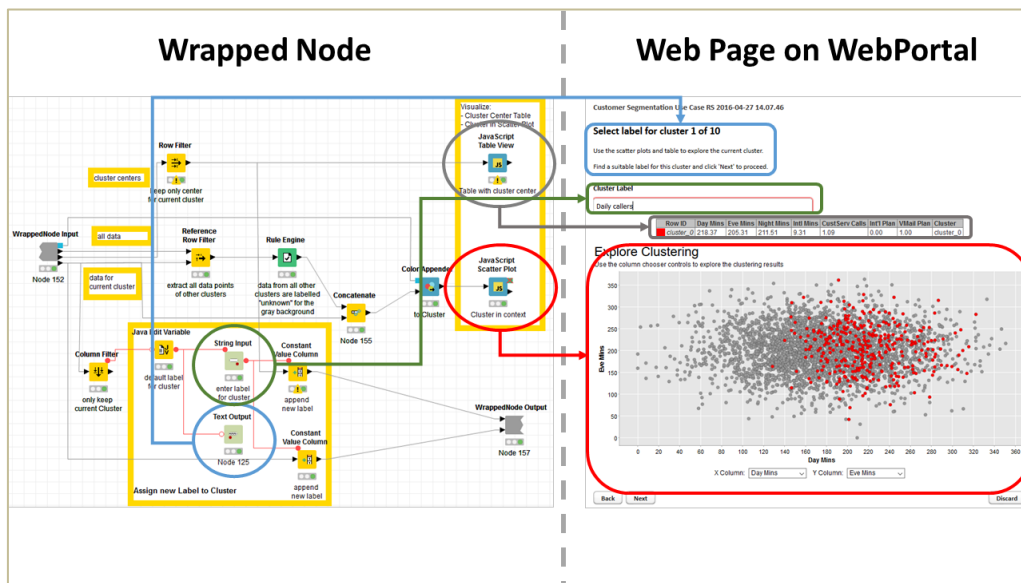 Wrapped Node
Web Page on WebPortal
Visualize:
- Cluster Center Table
- Cluster in Scatter Plot
JavaScript
Table View
Table with cluster center
Row Filter
keep only center
for current cluster
cluster centers
WrappedNode Input
Node 152
all data
data for
current cluster
Reference
Row Filter
extract all data points
of other clusters
Rule Engine
data from all other
clusters are labelled
"unknown" for the
gray background
Concatenate
Node 155
Color Appender
to Cluster
JavaScript
Scatter Plot
Cluster in context
Java Edit Variable
default label
for cluster
Column Filter
only keep
current Cluster
String Input
enter label
for cluster
Constant
Value Column
append
new label
Text Output
Node 125
Constant
Value Column
append
new label
Assign new Label to Cluster
WrappedNode Output
Node 157
Customer Segmentation Use Case RS 2016-04-27 14.07.46
Select label for cluster 1 of 10
Use the scatter plots and table to explore the current cluster.
Find a suitable label for this cluster and click 'Next' to proceed.
Cluster Label
Daily callers
Row ID Day Mins Eve Mins Night Mins Intl Mins CustServ Calls Int'l Plan VMail Plan Cluster
cluster_0 218.37 205.31 211.51 9.31 1.09 0.00 1.00 cluster_0
Explore Clustering
Use the column chooser controls to explore the clustering results
Eve Mins
350
300
250
200
150
100
50
0
0 20 40 60 80 100 120 140 160 180 200 220 240 260 280 300 320 340 360
Day Mins
X Column: Day Mins Y Column: Eve Mins
Back Next Discard